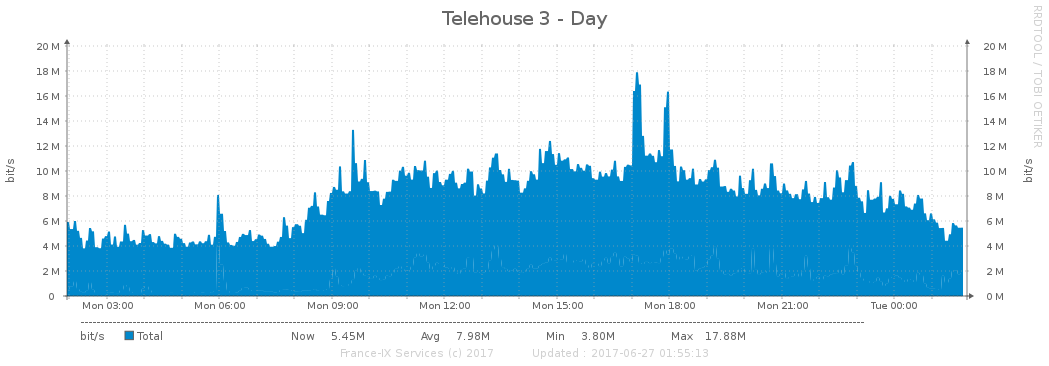 Telehouse 3 - Day
RRDTOOL / TOBI OETIKER
20 M 20 M
18 M 18 M
16 M 16 M
14 M 14 M
12 M 12 M
10 M 10 M
8 M 8 M
6 M 6 M
4 M 4 M
2 M 2 M
0 0 M
bit/s
bit/s
Mon 03:00 Mon 06:00 Mon 09:00 Mon 12:00 Mon 15:00 Mon 18:00 Mon 21:00 Tue 00:00
bit/s Total Now 5.45M Avg 7.98M Min 3.80M Max 17.88M
France-IX Services (c) 2017 Updated : 2017-06-27 01:55:13